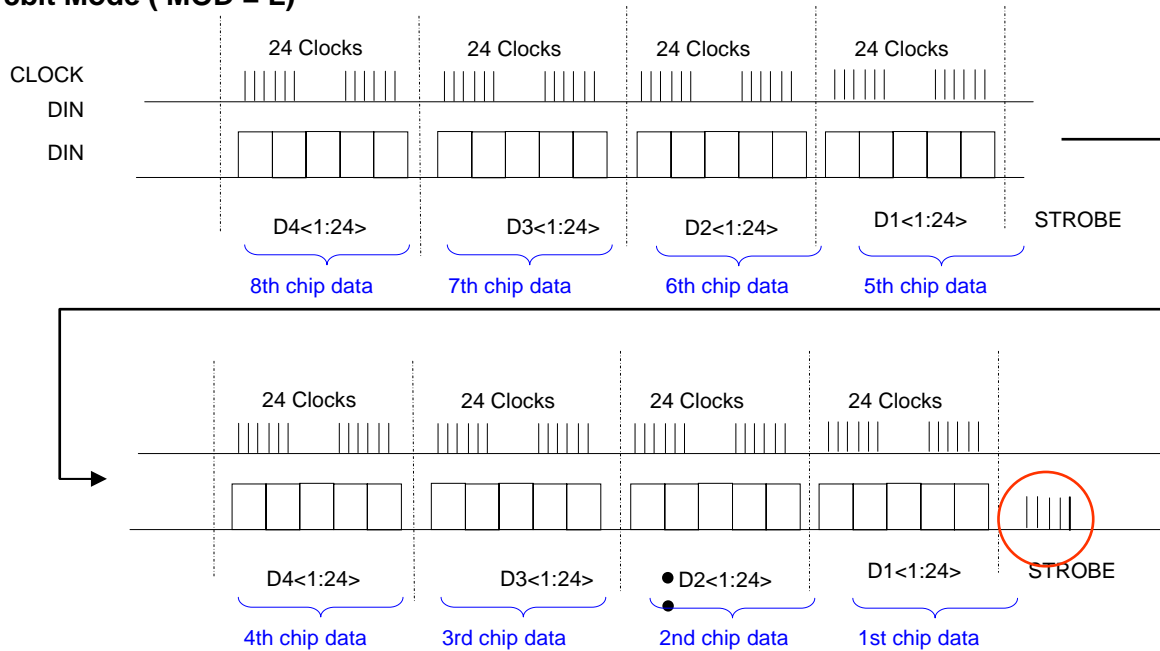 8bit Mode ( MOD = L)
24 Clocks 24 Clocks 24 Clocks 24 Clocks
CLOCK
DIN
DIN
D4<1:24> D3<1:24> D2<1:24> D1<1:24> STROBE
8th chip data 7th chip data 6th chip data 5th chip data
24 Clocks 24 Clocks 24 Clocks 24 Clocks
D4<1:24> D3<1:24> D2<1:24> D1<1:24> STROBE
4th chip data 3rd chip data 2nd chip data 1st chip data